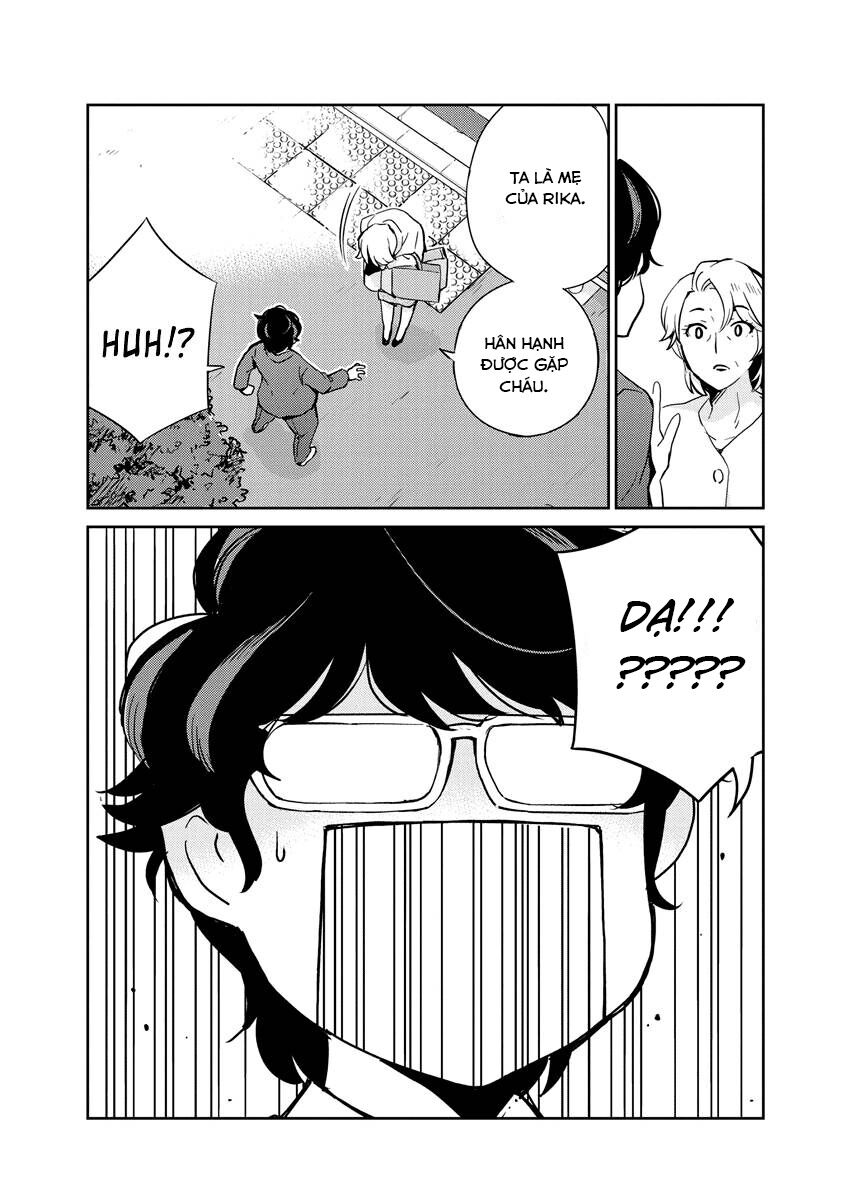 TA LÀ MẸ
CỦA RIKA.
HÂN HẠNH
ĐƯỢC GẶP
CHÁU.
HUH!?
DẠ!!!
?????